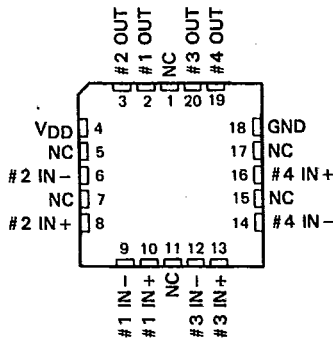 #2 OUT
#1 OUT
NC
#3 OUT
#4 OUT
3 2 1 20 19
VDD 4
NC 5
#2 IN- 6
NC 7
#2 IN+ 8
18 GND
17 NC
16 #4 IN+
15 NC
14 #4 IN-
9 10 11 12 13
#1 IN-
#1 IN+
NC
#3 IN-
#3 IN+